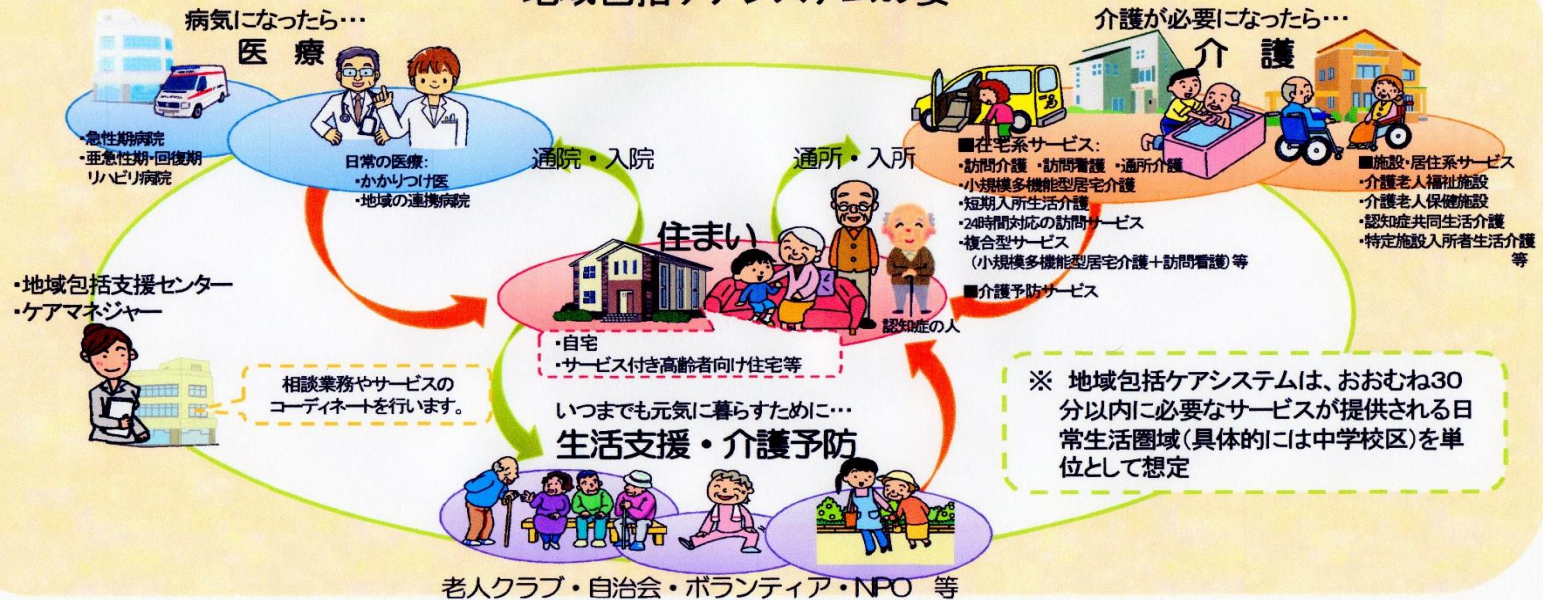 地域包括ケアシステムの姿
病気になったら…
医 療
・急性期病院
・亜急性期・回復期
リハビリ病院
日常の医療:
・かかりつけ医
・地域の連携病院
通院・入院
通所・入所
介護が必要になったら…
介 護
■在宅系サービス:
・訪問介護 ・訪問看護 ・通所介護
・小規模多機能型居宅介護
・短期入所生活介護
・24時間対応の訪問サービス
・複合型サービス
(小規模多機能型居宅介護+訪問看護)等
■介護予防サービス
■施設・居住系サービス
・介護老人福祉施設
・介護老人保健施設
・認知症共同生活介護
・特定施設入所者生活介護
等
住まい
認知症の人
・自宅
・サービス付き高齢者向け住宅等
・地域包括支援センター
・ケアマネジャー
相談業務やサービスの
コーディネートを行います。
いつまでも元気に暮らすために…
生活支援・介護予防
老人クラブ・自治会・ボランティア・NPO 等
※ 地域包括ケアシステムは、おおむね30
分以内に必要なサービスが提供される日
常生活圏域(具体的には中学校区)を単
位として想定